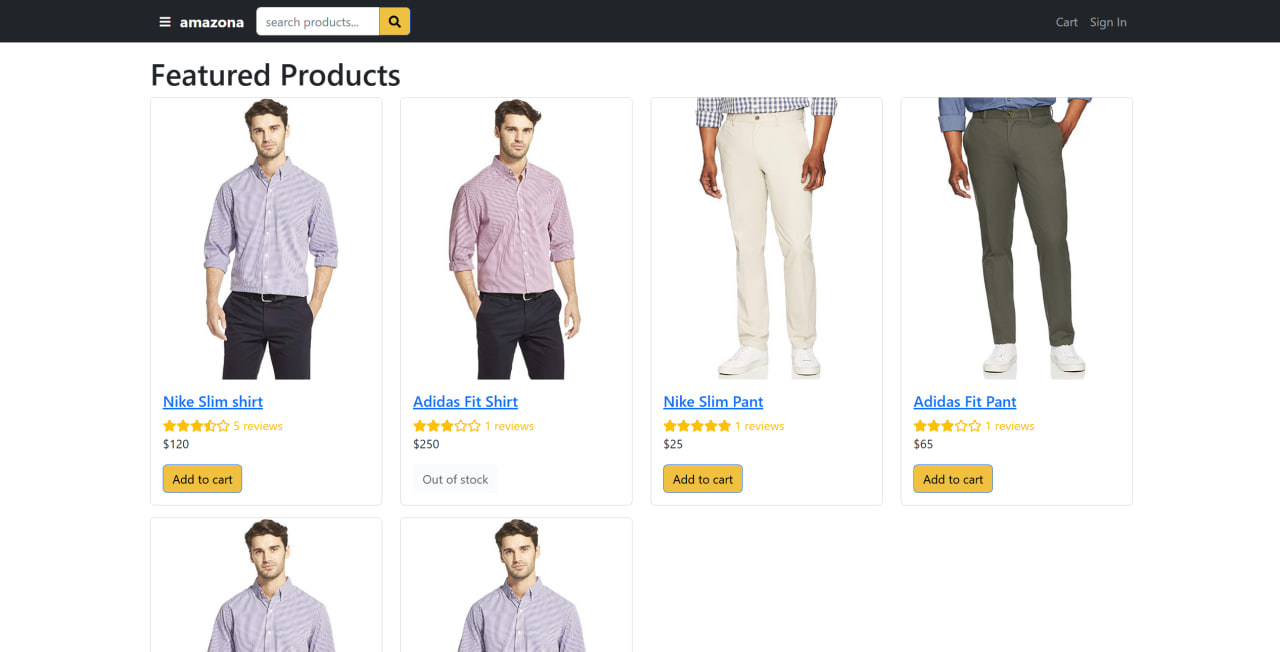 amazona
search products...
Cart
Sign In
Featured Products
Nike Slim shirt
5 reviews
$120
Add to cart
Adidas Fit Shirt
1 reviews
$250
Out of stock
Nike Slim Pant
1 reviews
$25
Add to cart
Adidas Fit Pant
1 reviews
$65
Add to cart